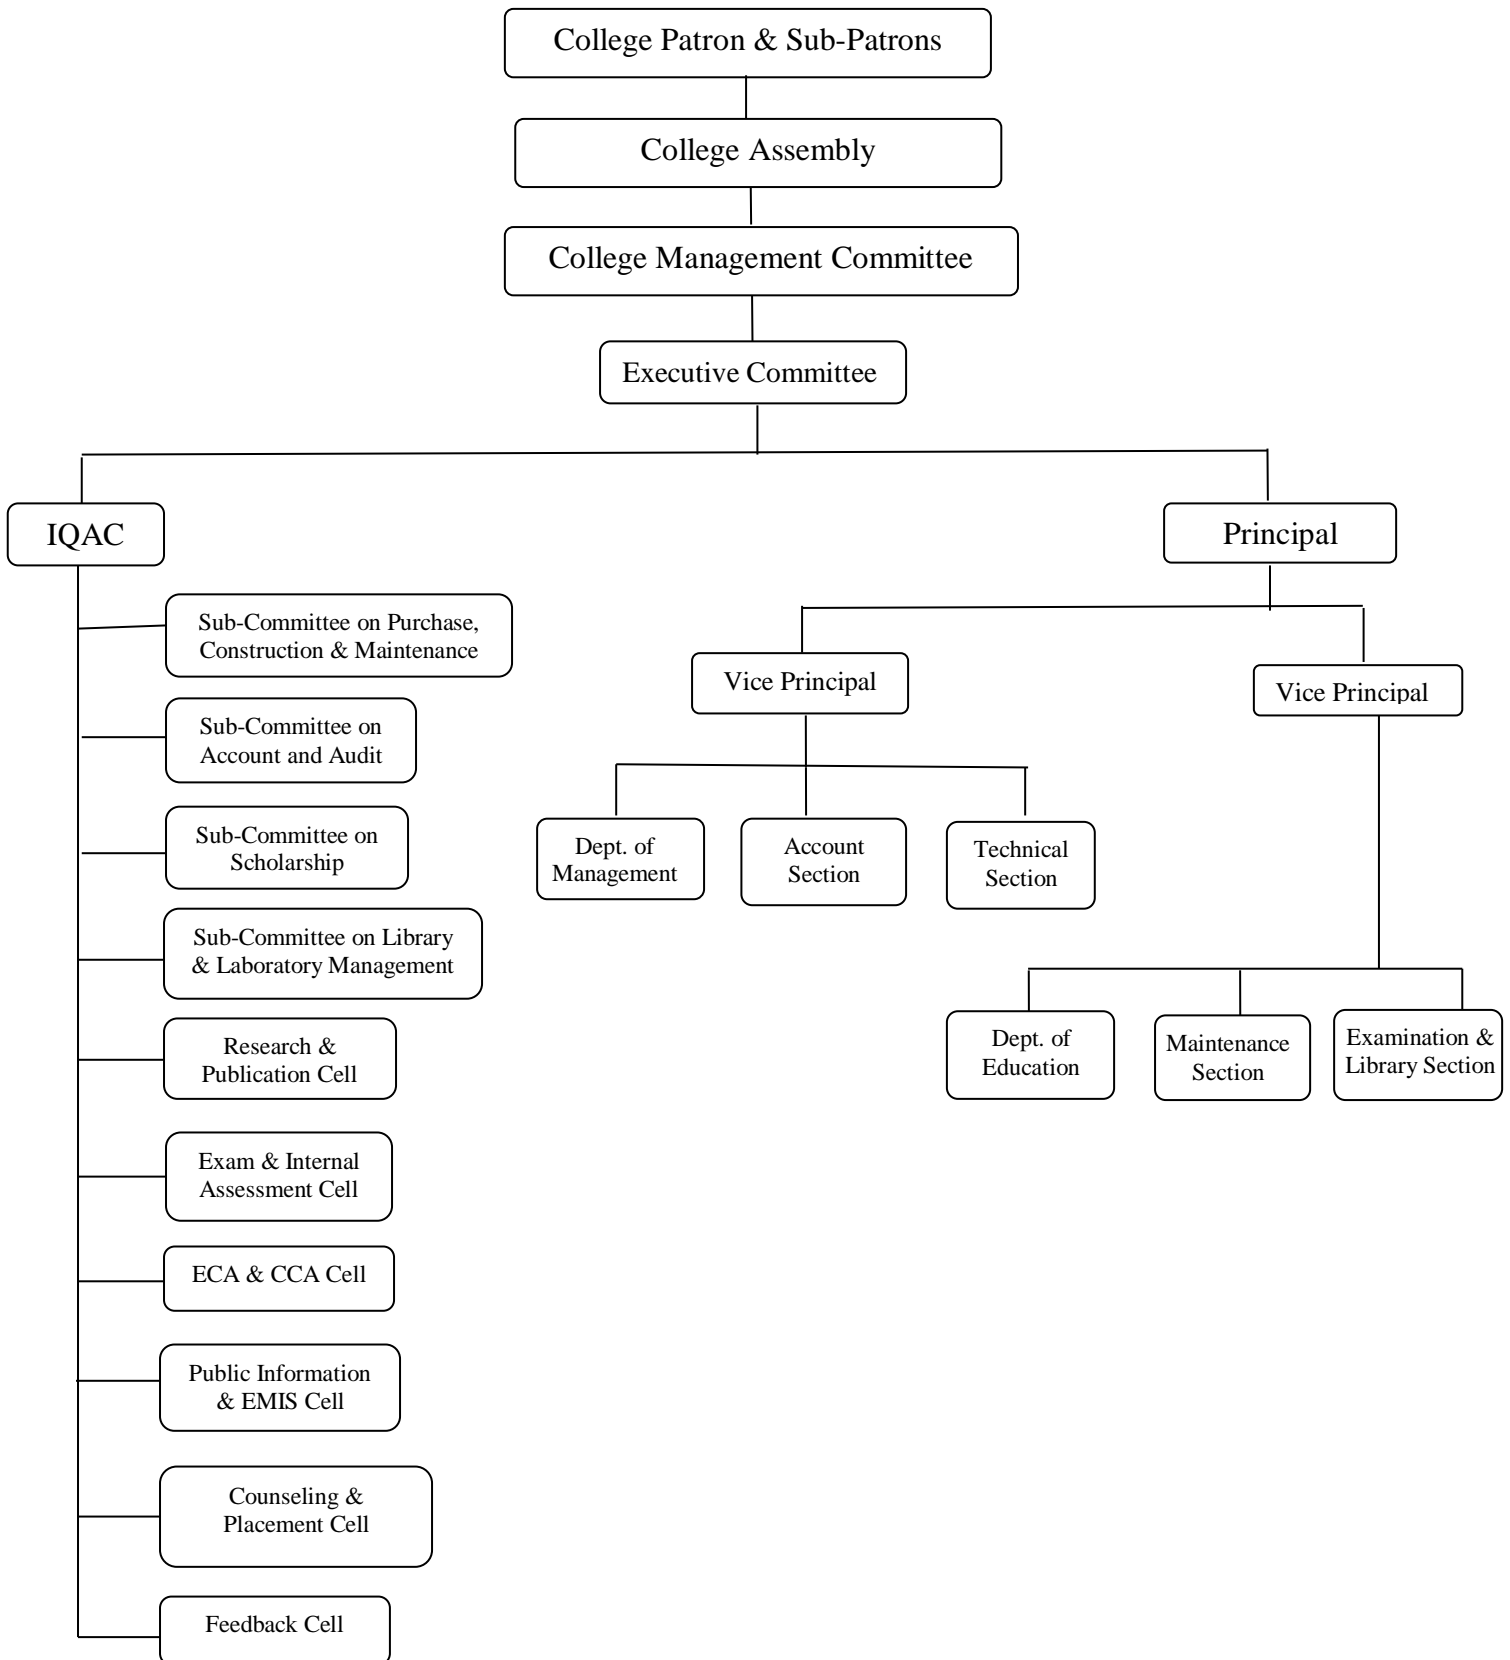 College Patron & Sub-Patrons
College Assembly
College Management Committee
Executive Committee
IQAC
Principal
Sub-Committee on Purchase,
Construction & Maintenance
Sub-Committee on
Account and Audit
Sub-Committee on
Scholarship
Sub-Committee on Library
& Laboratory Management
Research &
Publication Cell
Exam & Internal
Assessment Cell
ECA & CCA Cell
Public Information
& EMIS Cell
Counseling &
Placement Cell
Feedback Cell
Vice Principal
Dept. of
Management
Account
Section
Technical
Section
Vice Principal
Dept. of
Education
Maintenance
Section
Examination &
Library Section